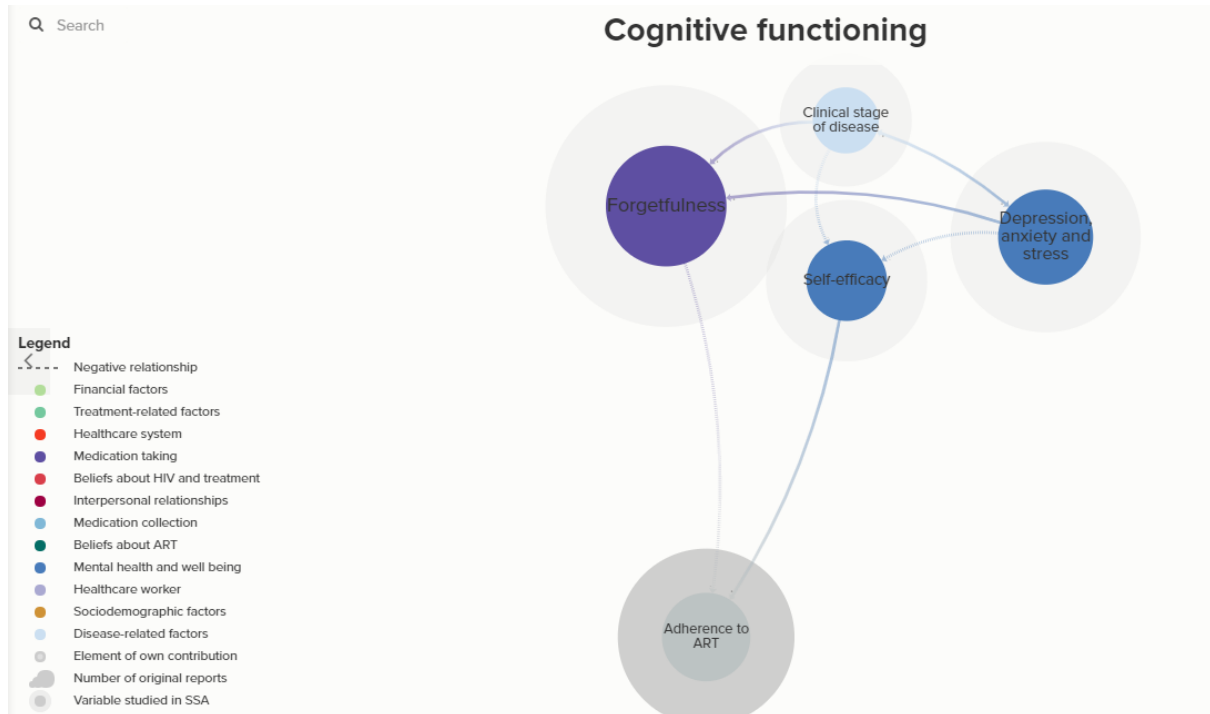 Search
Cognitive functioning
Clinical stage
of disease
Forgetfulness
Depression,
anxiety and
stress
Self-efficacy
Legend
Negative relationship
Financial factors
Treatment-related factors
Healthcare system
Medication taking
Beliefs about HIV and treatment
Interpersonal relationships
Medication collection
Beliefs about ART
Mental health and well being
Healthcare worker
Sociodemographic factors
Disease-related factors
Element of own contribution
Number of original reports
Variable studied in SSA
Adherence to
ART